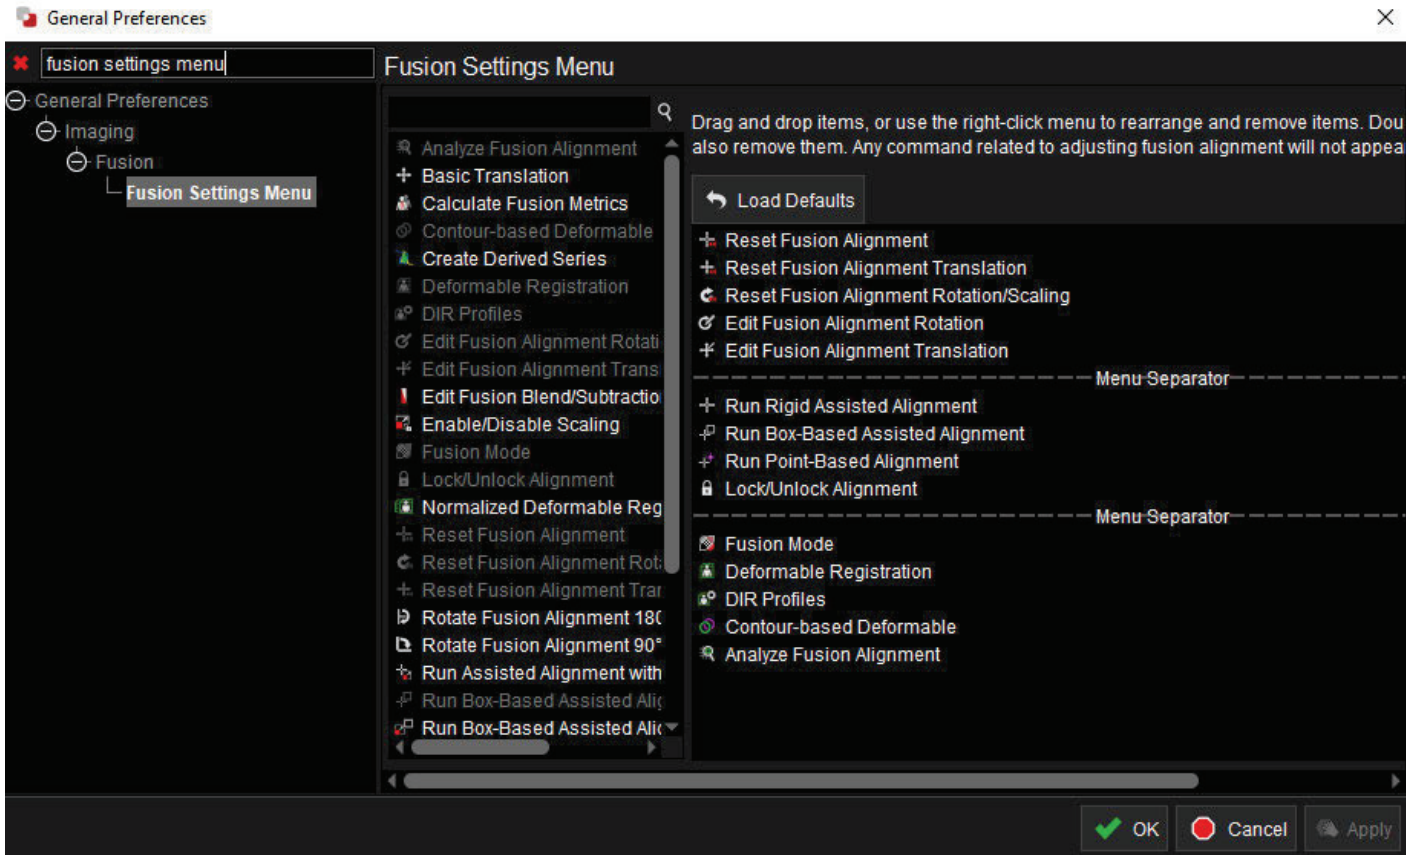 General Preferences
fusion settings menu
General Preferences
Imaging
Fusion
Fusion Settings Menu
Fusion Settings Menu
Analyze Fusion Alignment
Basic Translation
Calculate Fusion Metrics
Contour-based Deformable
Create Derived Series
Deformable Registration
DIR Profiles
Edit Fusion Alignment Rotati
Edit Fusion Alignment Trans
Edit Fusion Blend/Subtractio
Enable/Disable Scaling
Fusion Mode
Lock/Unlock Alignment
Normalized Deformable Reg
Reset Fusion Alignment
Reset Fusion Alignment Rot
Reset Fusion Alignment Tran
Rotate Fusion Alignment 180
Rotate Fusion Alignment 90°
Run Assisted Alignment with
Run Box-Based Assisted Alig
Run Box-Based Assisted Alig
Drag and drop items, or use the right-click menu to rearrange and remove items. Dou
also remove them. Any command related to adjusting fusion alignment will not appea
Load Defaults
Reset Fusion Alignment
Reset Fusion Alignment Translation
Reset Fusion Alignment Rotation/Scaling
Edit Fusion Alignment Rotation
Edit Fusion Alignment Translation
Menu Separator
Run Rigid Assisted Alignment
Run Box-Based Assisted Alignment
Run Point-Based Alignment
Lock/Unlock Alignment
Menu Separator
Fusion Mode
Deformable Registration
DIR Profiles
Contour-based Deformable
Analyze Fusion Alignment
OK
Cancel
Apply